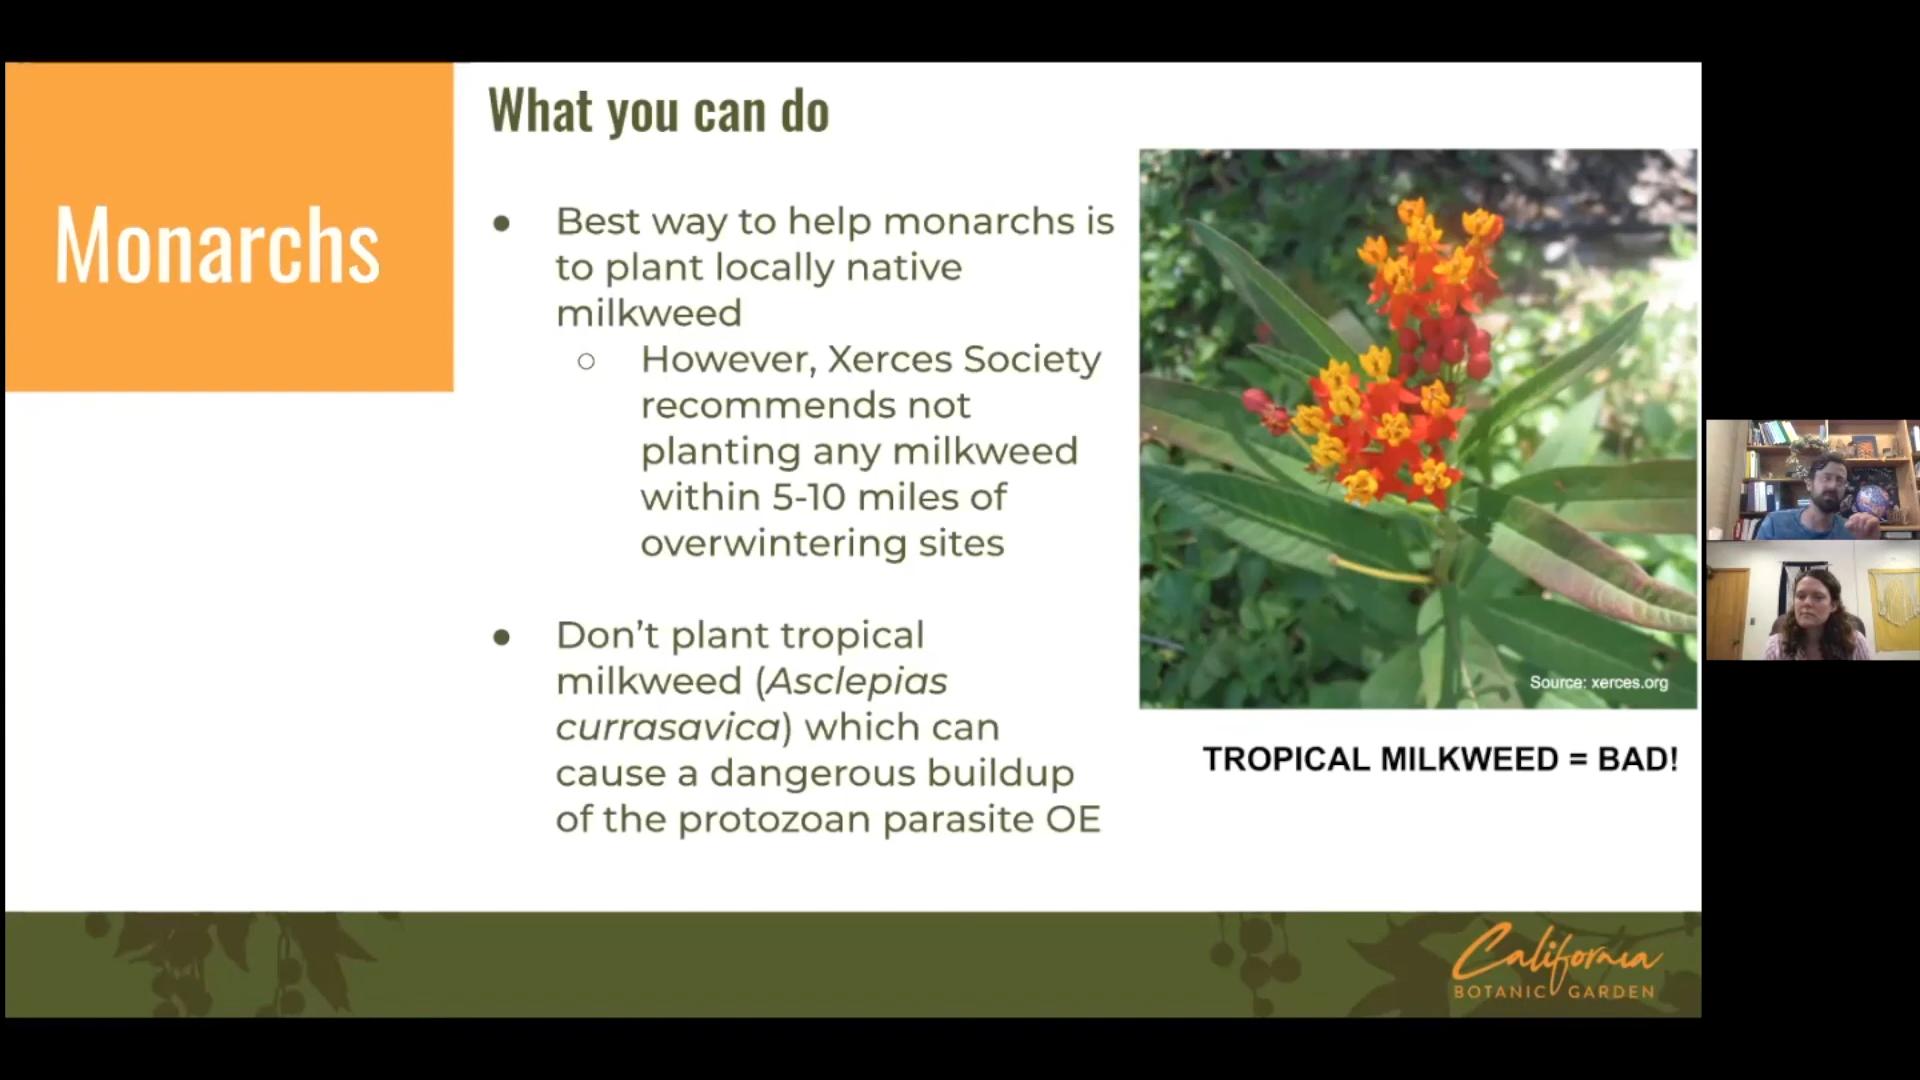 Monarchs
What you can do
● Best way to help monarchs is
to plant locally native
milkweed
○ However, Xerces Society
recommends not
planting any milkweed
within 5-10 miles of
overwintering sites
● Don’t plant tropical
milkweed (Asclepias
currasavica) which can
cause a dangerous buildup
of the protozoan parasite OE
Source: xerces.org
TROPICAL MILKWEED = BAD!
California
BOTANIC GARDEN